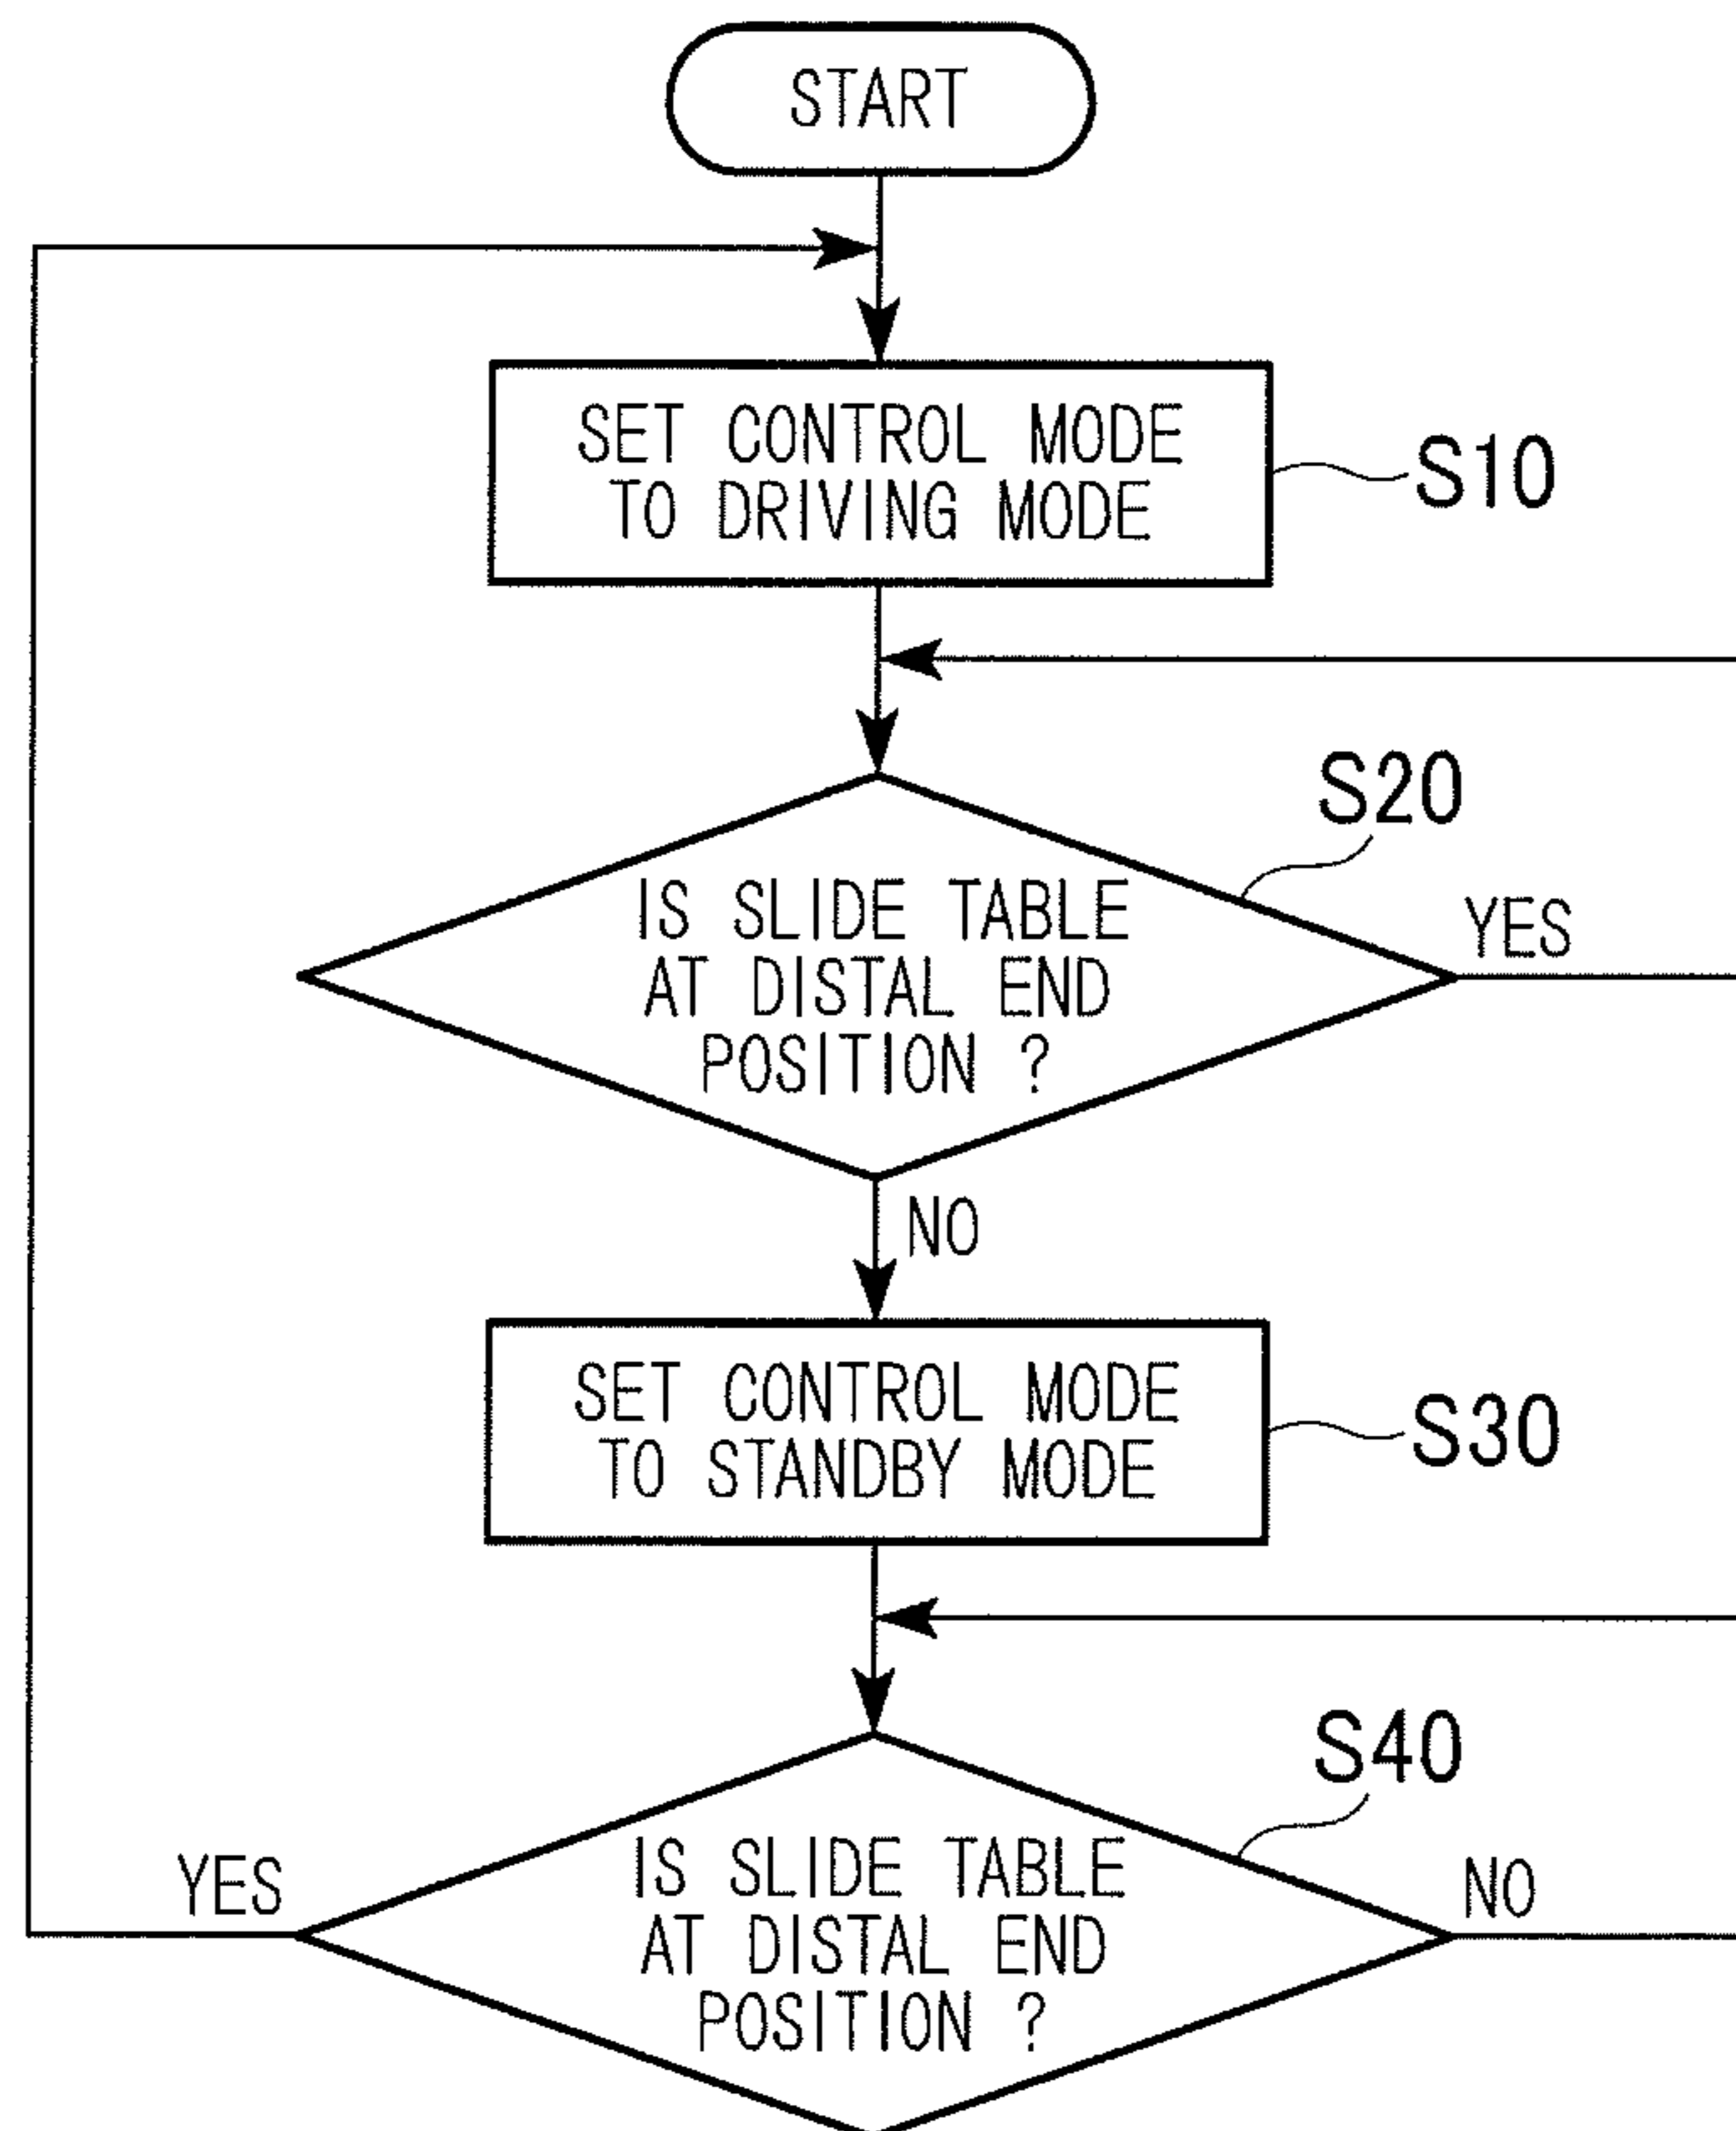 START
SET CONTROL MODE
TO DRIVING MODE
S10
S20
IS SLIDE TABLE
AT DISTAL END
POSITION ?
YES
NO
SET CONTROL MODE
TO STANDBY MODE
S30
S40
IS SLIDE TABLE
AT DISTAL END
POSITION ?
YES
NO